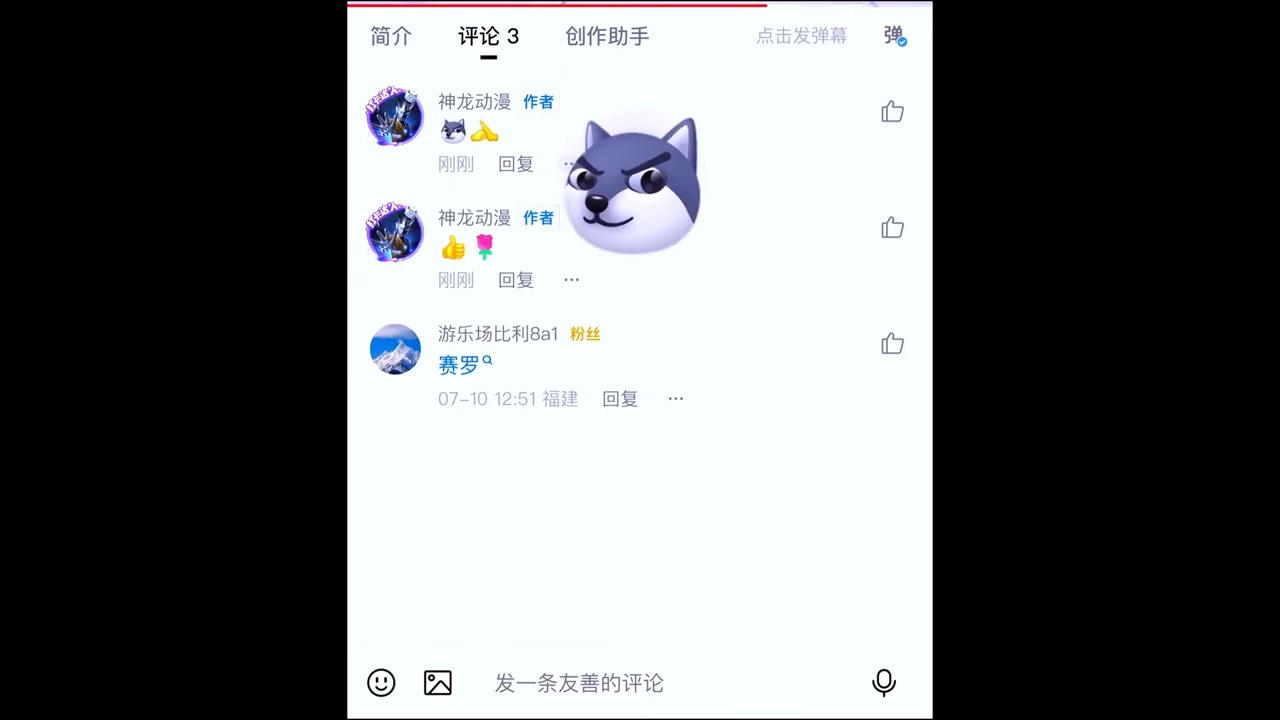 简介 评论 3 创作助手 点击发弹幕 弹
神龙动漫 作者
刚刚 回复
神龙动漫 作者
刚刚 回复 ...
游乐场比利8a1 粉丝
赛罗
07-10 12:51 福建 回复 ...
发一条友善的评论